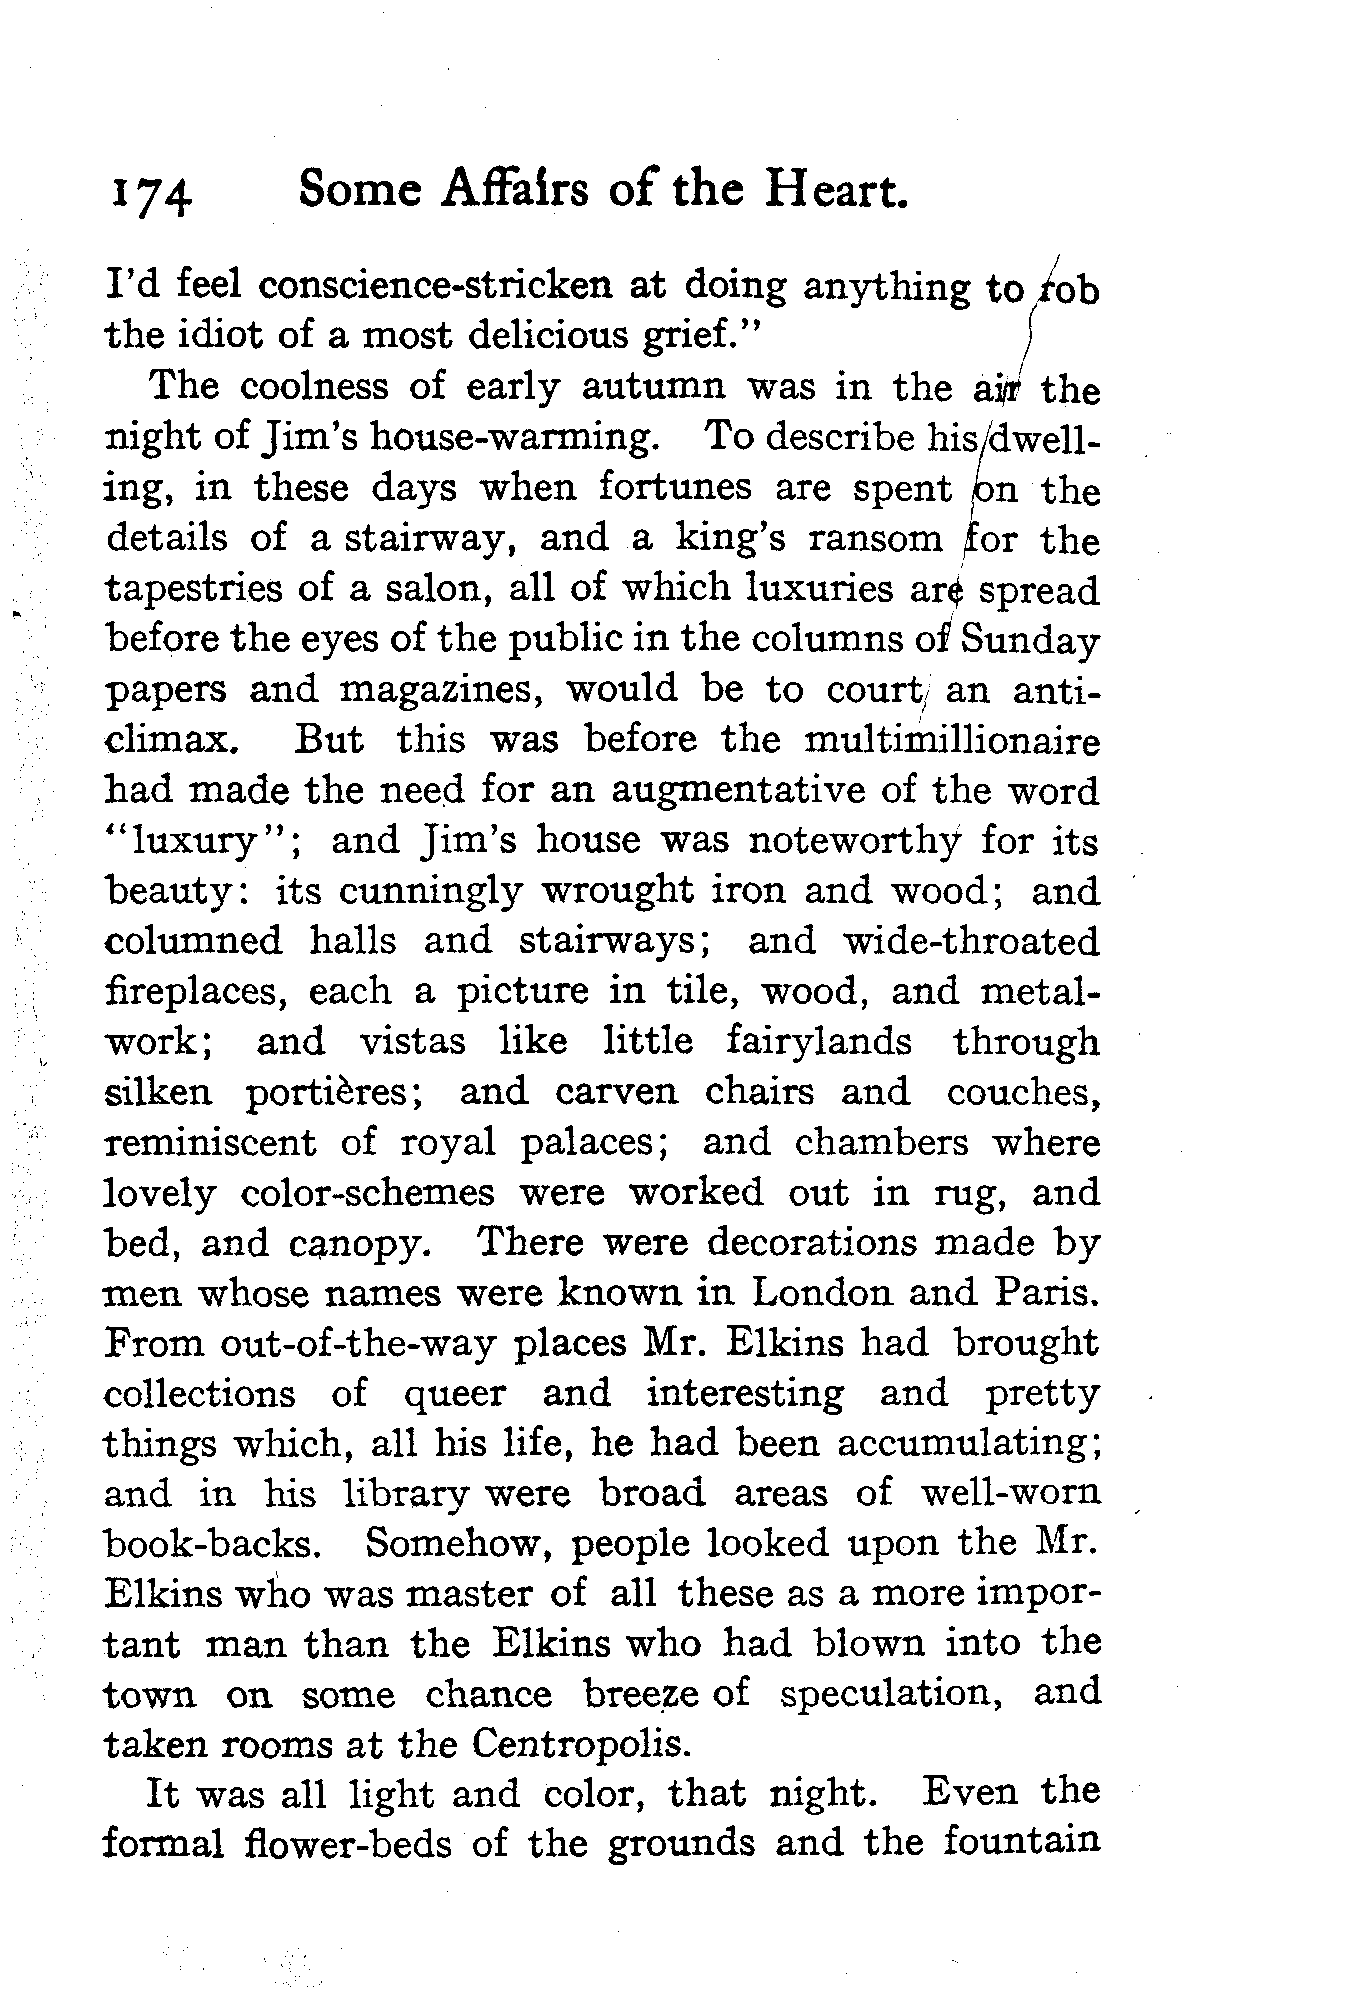 174 Some Affairs of the Heart.
I'd feel conscience-stricken at doing anything to rob
the idiot of a most delicious grief."
The coolness of early autumn was in the air the
night of Jim's house-warming. To describe his dwell-
ing, in these days when fortunes are spent on the
details of a stairway, and a king's ransom for the
tapestries of a salon, all of which luxuries are spread
before the eyes of the public in the columns of Sunday
papers and magazines, would be to court an anti-
climax. But this was before the multimillionaire
had made the need for an augmentative of the word
"luxury"; and Jim's house was noteworthy for its
beauty: its cunningly wrought iron and wood; and
columned halls and stairways; and wide-throated
fireplaces, each a picture in tile, wood, and metal-
work; and vistas like little fairylands through
silken portières; and carven chairs and couches,
reminiscent of royal palaces; and chambers where
lovely color-schemes were worked out in rug, and
bed, and canopy. There were decorations made by
men whose names were known in London and Paris.
From out-of-the-way places Mr. Elkins had brought
collections of queer and interesting and pretty
things which, all his life, he had been accumulating;
and in his library were broad areas of well-worn
book-backs. Somehow, people looked upon the Mr.
Elkins who was master of all these as a more impor-
tant man than the Elkins who had blown into the
town on some chance breeze of speculation, and
taken rooms at the Centropolis.
It was all light and color, that night. Even the
formal flower-beds of the grounds and the fountain